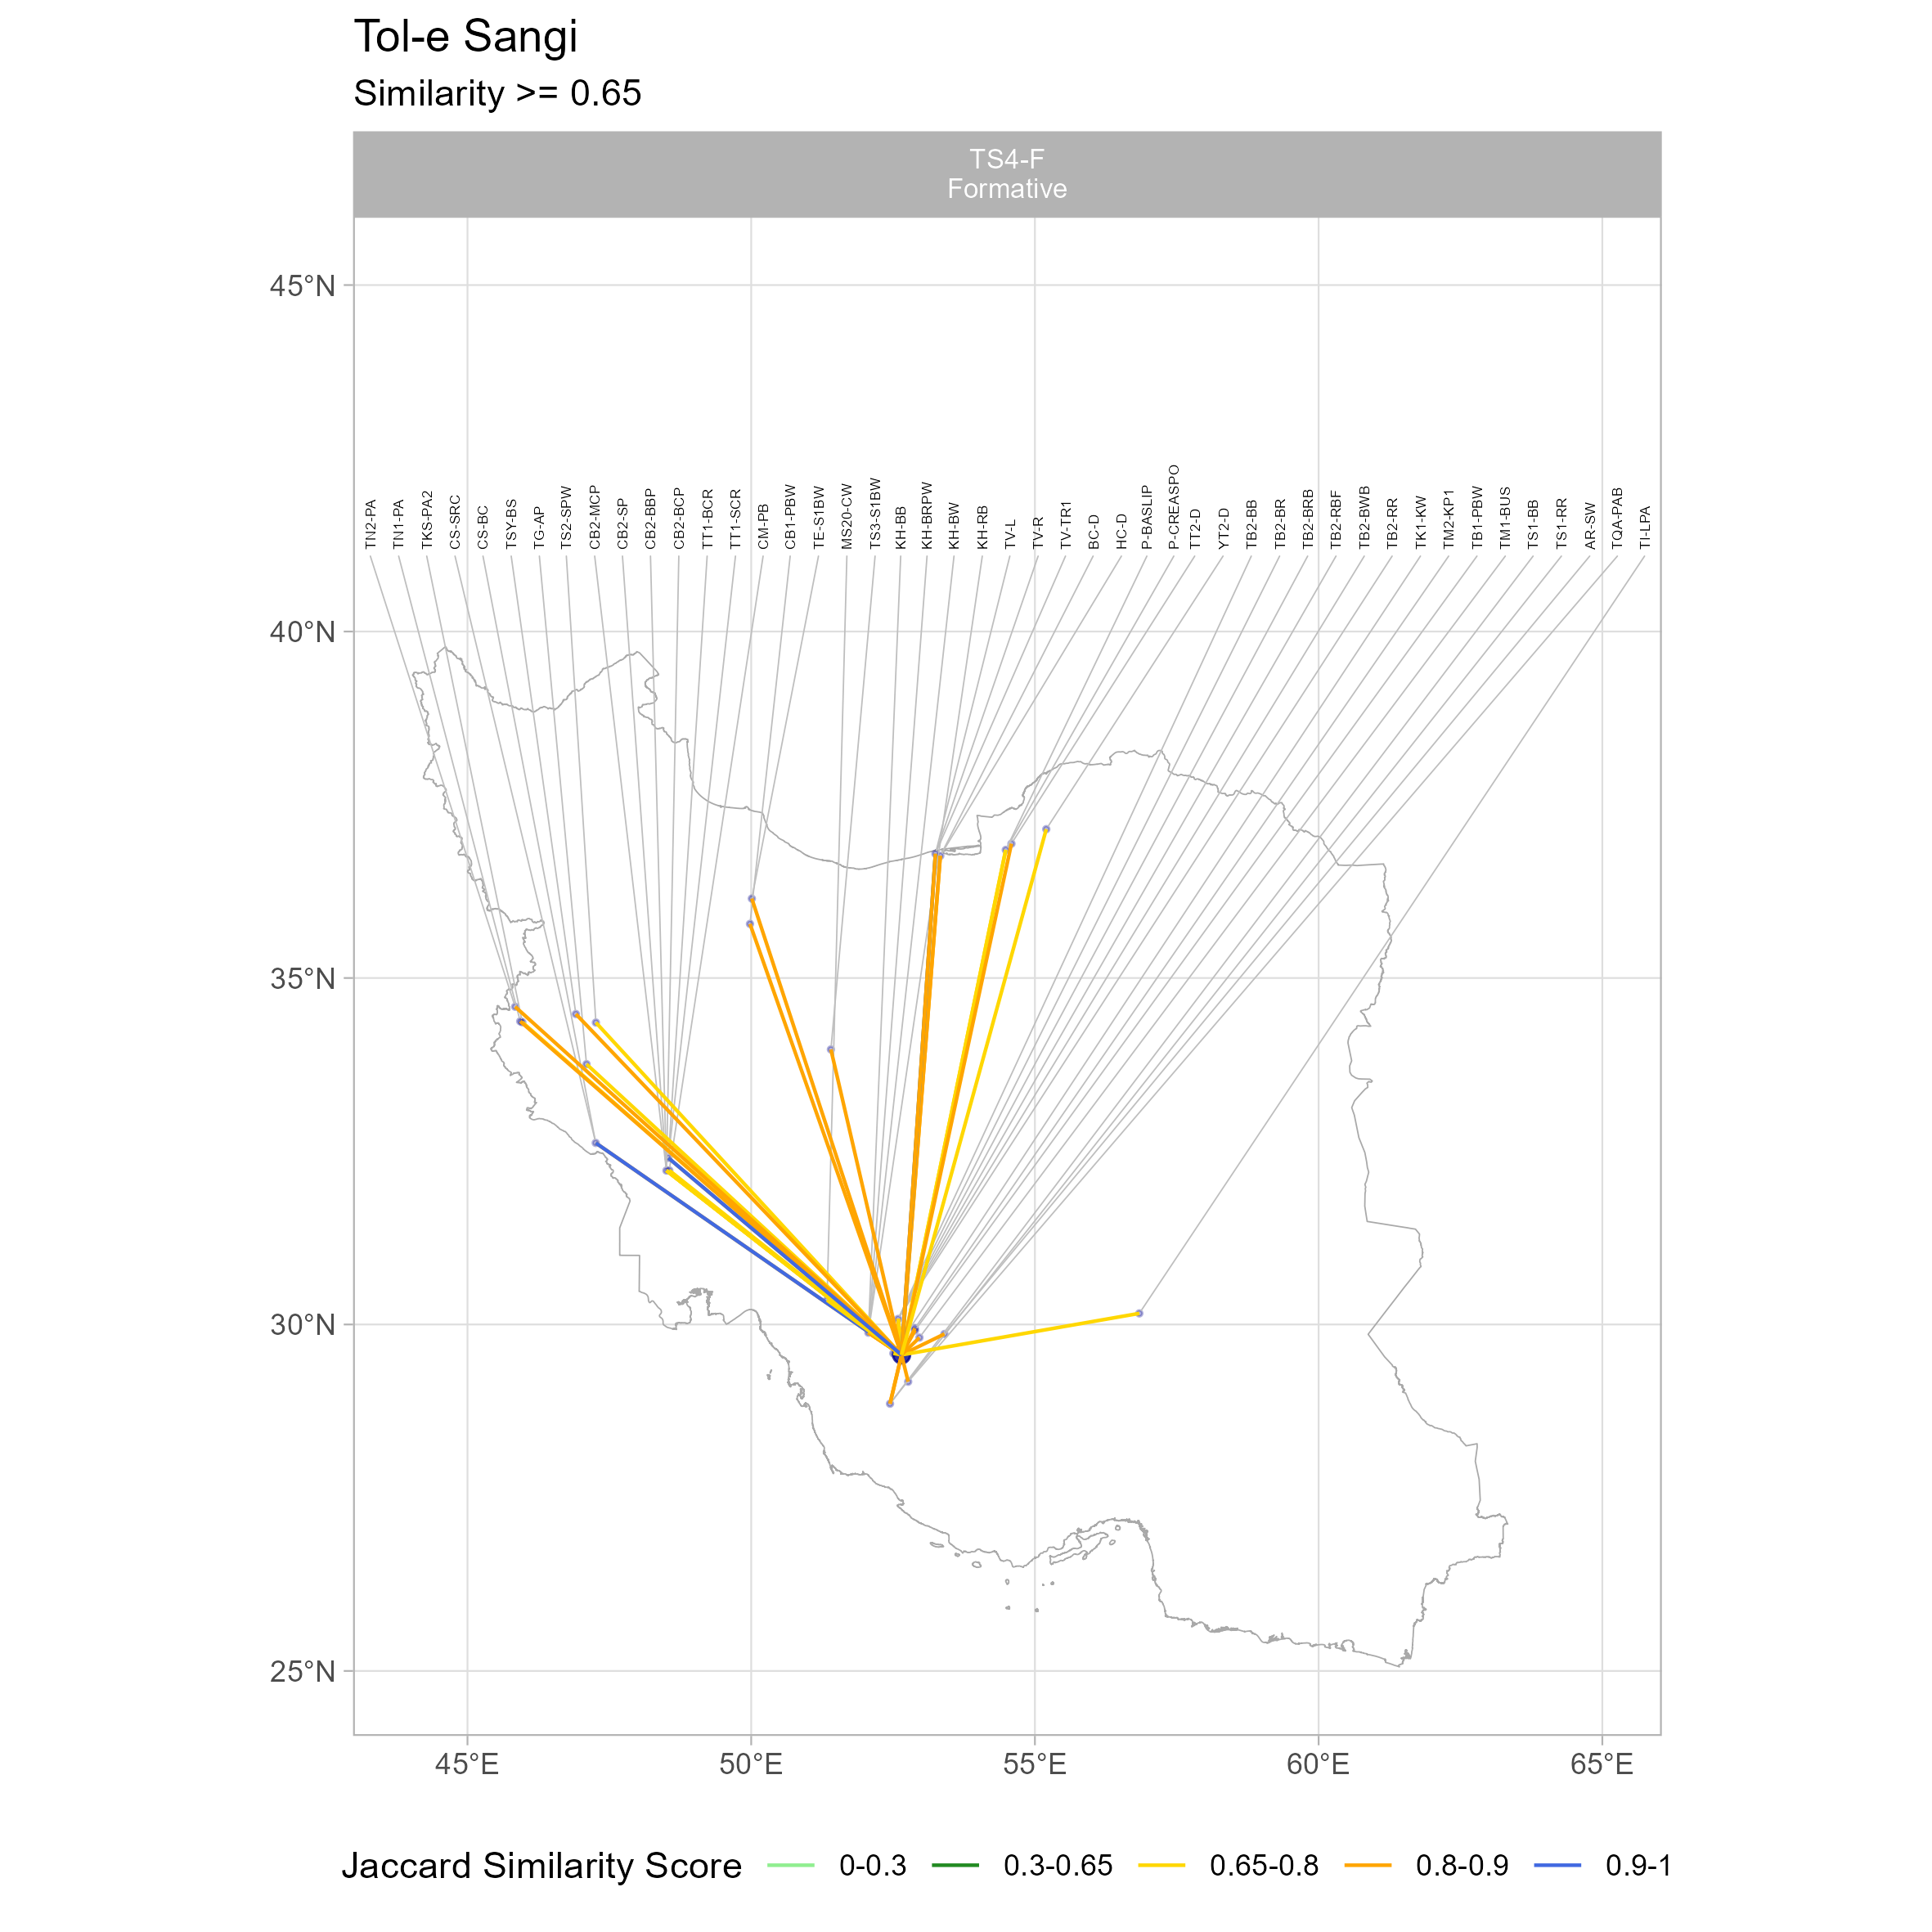 Tol-e Sangi
Similarity >= 0.65
TS4-F
Formative
45°N
40°N
35°N
30°N
25°N
TN2-PA
TN1-PA
TKS-PA2
CS-SRC
CS-BC
TSY-BS
TG-AP
TS2-SPW
CB2-MCP
CB2-SP
CB2-BBP
CB2-BCP
TT1-BCR
TT1-SCR
CM-PB
CB1-PBW
TE-S1BW
MS20-CW
TS3-S1BW
KH-BB
KH-BRPW
KH-BW
KH-RB
TV-L
TV-R
TV-TR1
BC-D
HC-D
P-BASLIP
P-CREASPO
TT2-D
YT2-D
TB2-BB
TB2-BR
TB2-BRB
TB2-RBF
TB2-BWB
TB2-RR
TK1-KW
TM2-KP1
TB1-PBW
TM1-BUS
TS1-BB
TS1-RR
AR-SW
TQA-PAB
TI-LPA
45°E
50°E
55°E
60°E
65°E
Jaccard Similarity Score 0-0.3 0.3-0.65 0.65-0.8 0.8-0.9 0.9-1